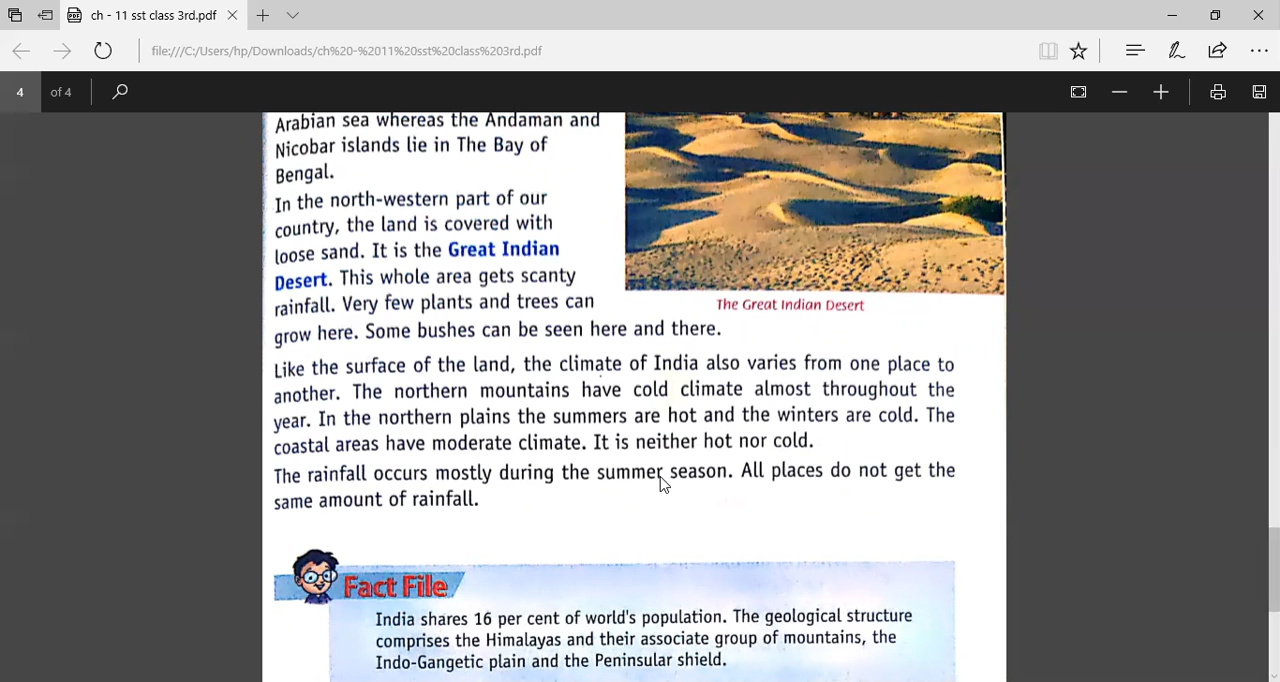 ch - 11 sst class 3rd.pdf
file:///C:/Users/hp/Downloads/ch%20-%2011%20sst%20class%203rd.pdf
4 of 4
Arabian sea whereas the Andaman and
Nicobar islands lie in The Bay of
Bengal.
In the north-western part of our
country, the land is covered with
loose sand. It is the Great Indian
Desert. This whole area gets scanty
rainfall. Very few plants and trees can
The Great Indian Desert
grow here. Some bushes can be seen here and there.
Like the surface of the land, the climate of India also varies from one place to
another. The northern mountains have cold climate almost throughout the
year. In the northern plains the summers are hot and the winters are cold. The
coastal areas have moderate climate. It is neither hot nor cold.
The rainfall occurs mostly during the summer season. All places do not get the
same amount of rainfall.
Fact File
India shares 16 per cent of world's population. The geological structure
comprises the Himalayas and their associate group of mountains, the
Indo-Gangetic plain and the Peninsular shield.